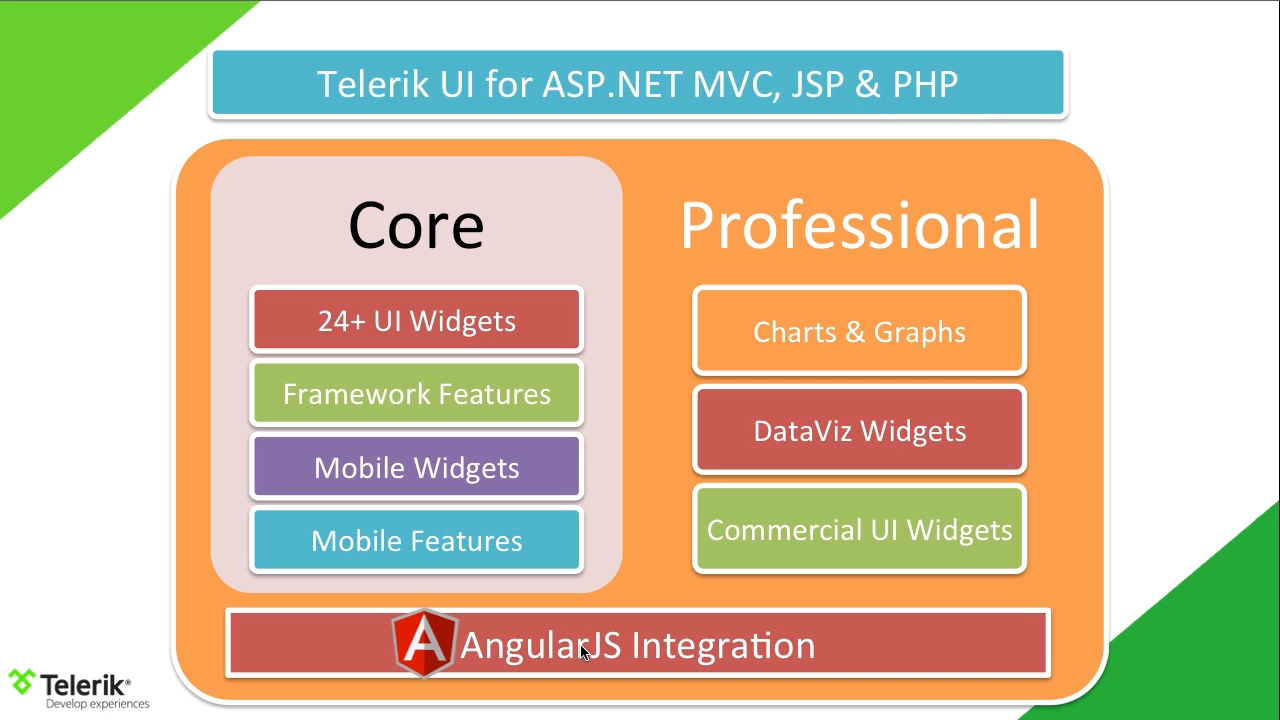 Telerik UI for ASP.NET MVC, JSP & PHP
Core
24+ UI Widgets
Framework Features
Mobile Widgets
Mobile Features
Professional
Charts & Graphs
DataViz Widgets
Commercial UI Widgets
A AngularJS Integration
Telerik®
Develop experiences